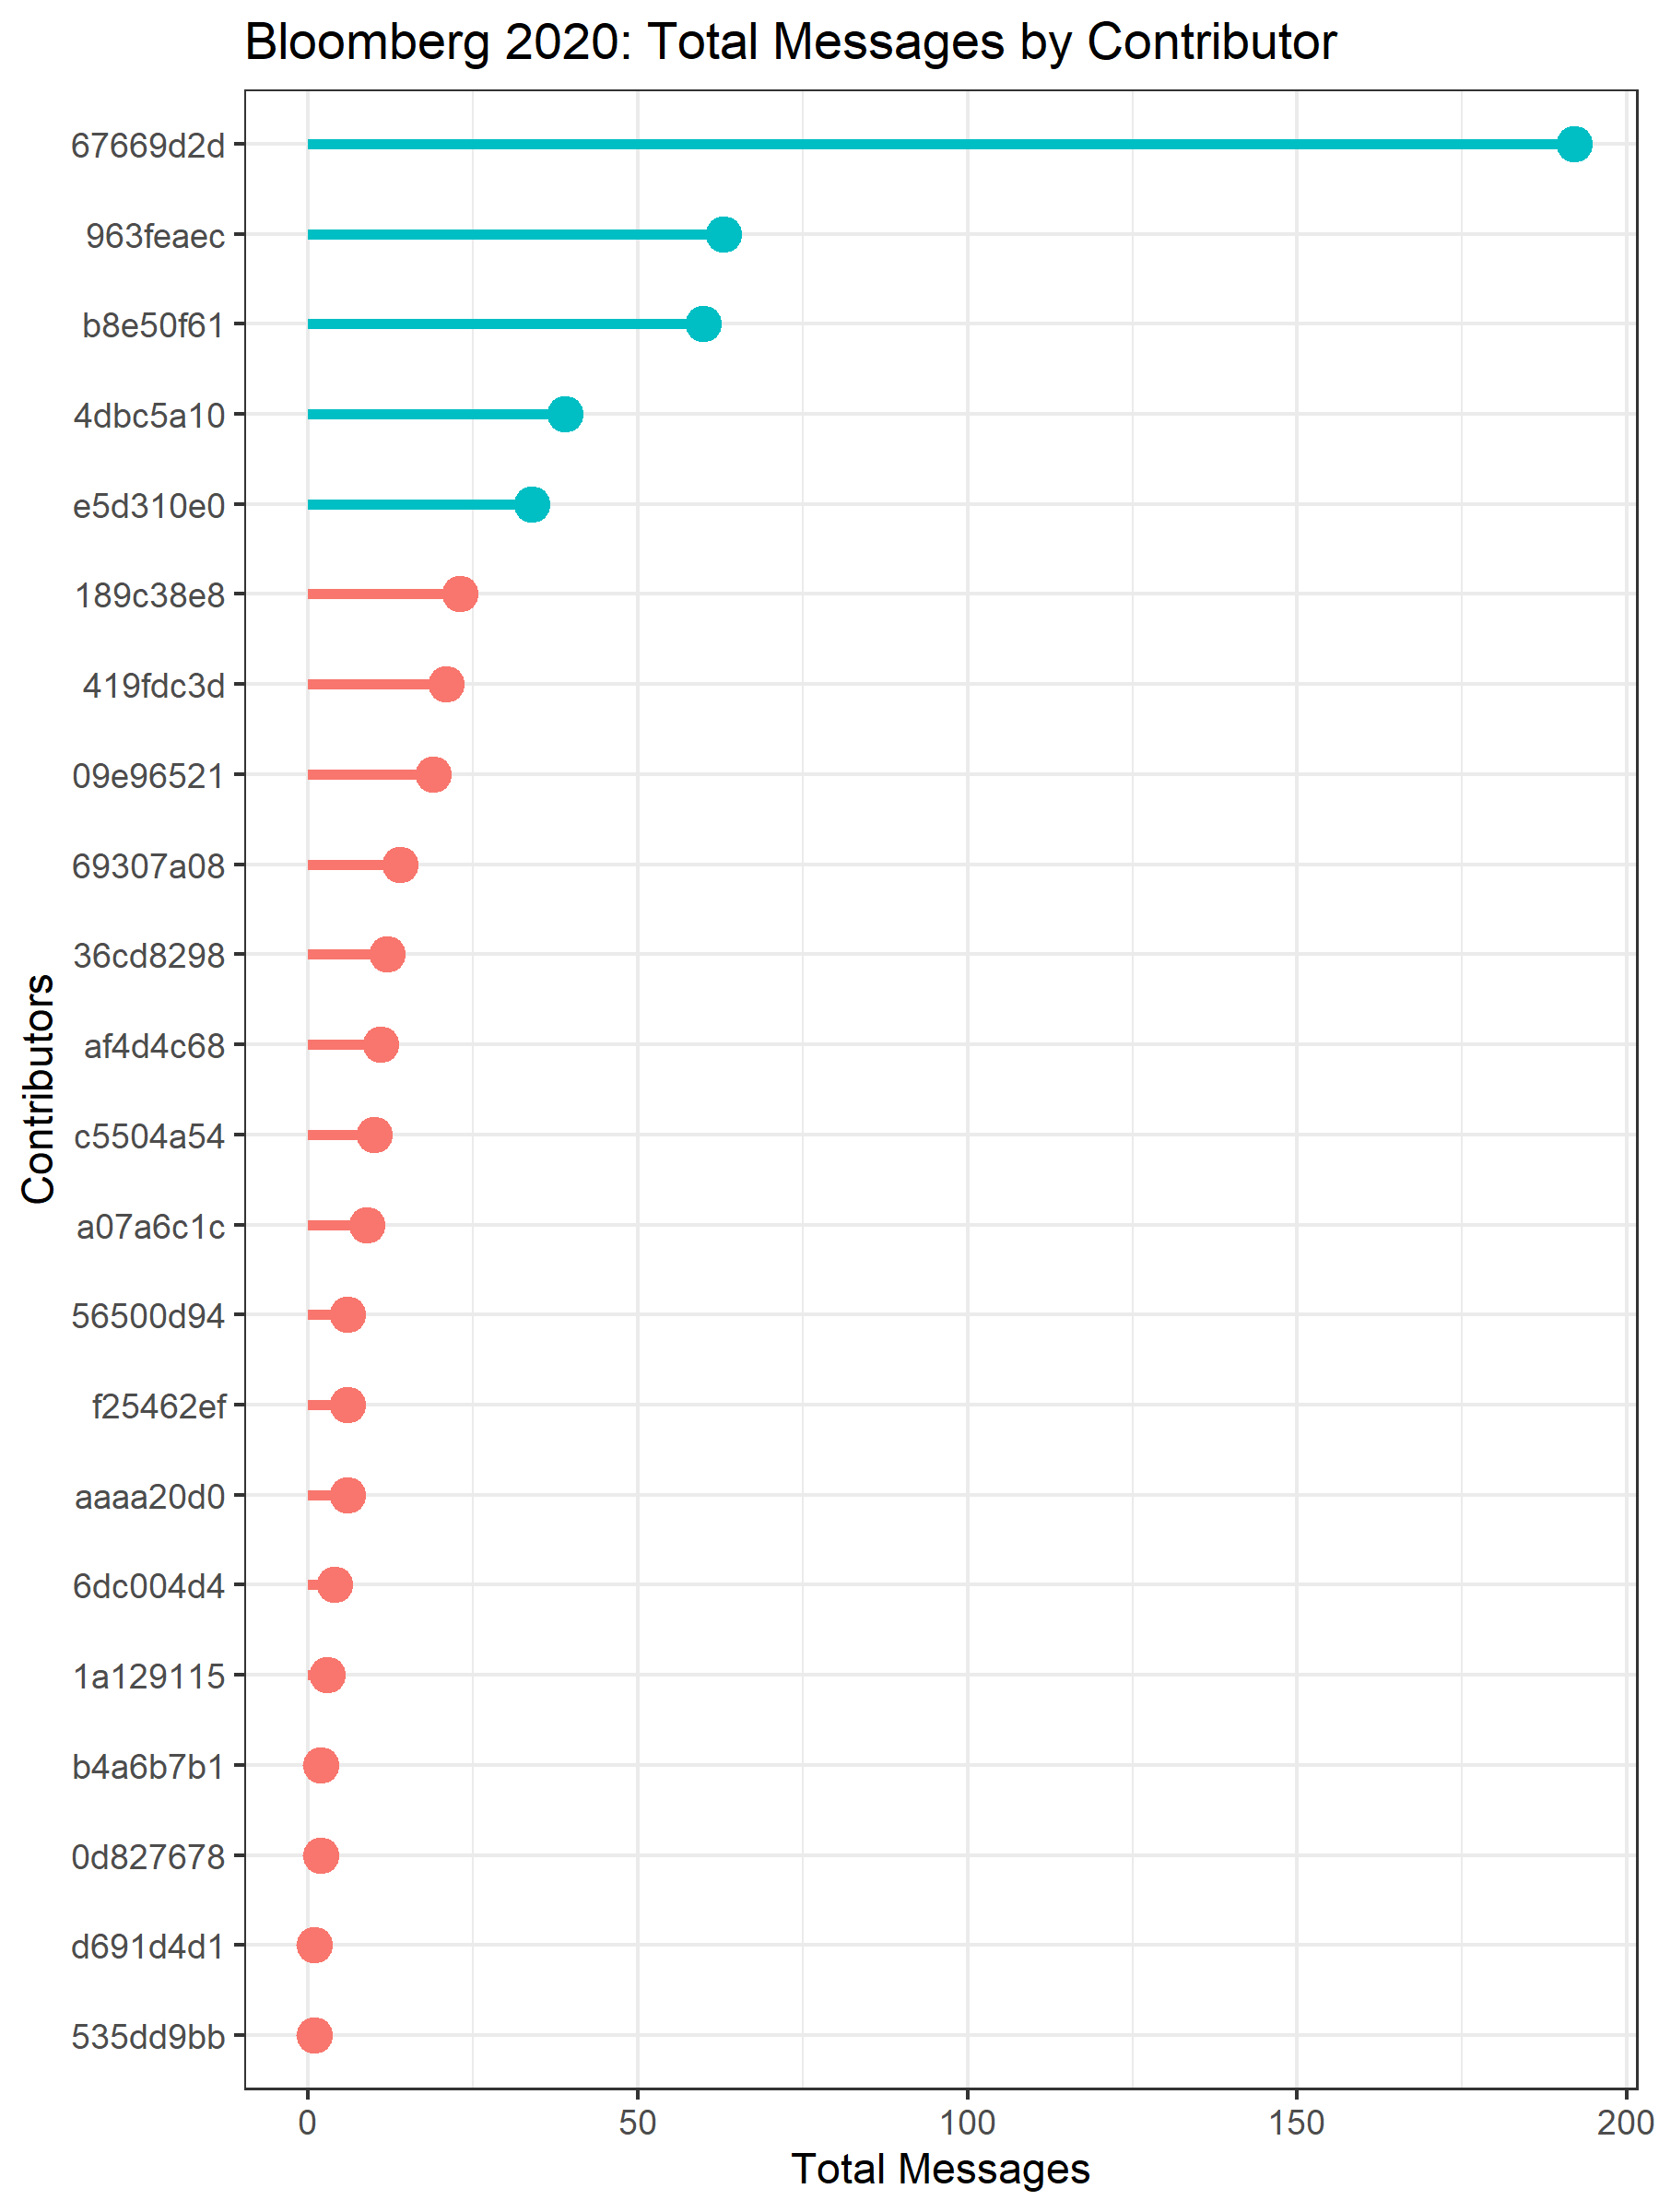 Bloomberg 2020: Total Messages by Contributor
67669d2d
963feaec
b8e50f61
4dbc5a10
e5d310e0
189c38e8
419fdc3d
09e96521
69307a08
36cd8298
af4d4c68
c5504a54
a07a6c1c
56500d94
f25462ef
aaaa20d0
6dc004d4
1a129115
b4a6b7b1
0d827678
d691d4d1
535dd9bb
Contributors
0 50 100 150 200
Total Messages